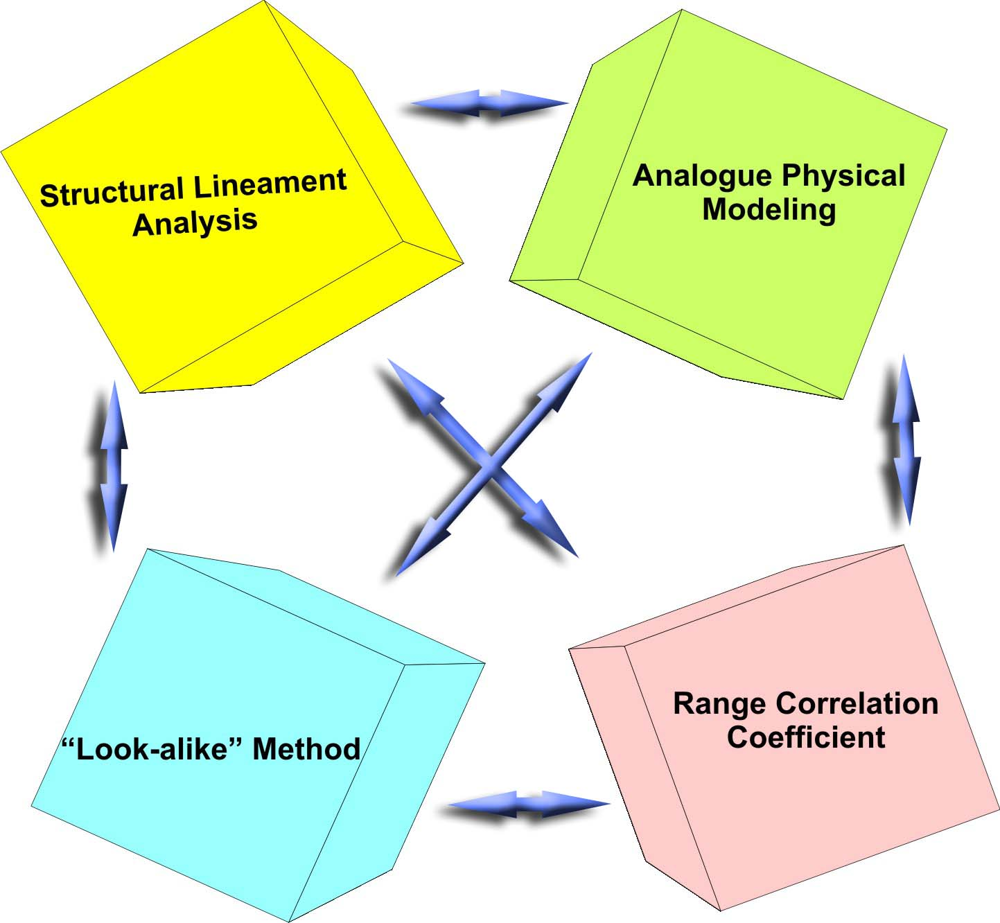 Structural Lineament
Analysis
Analogue Physical
Modeling
“Look-alike” Method
Range Correlation
Coefficient